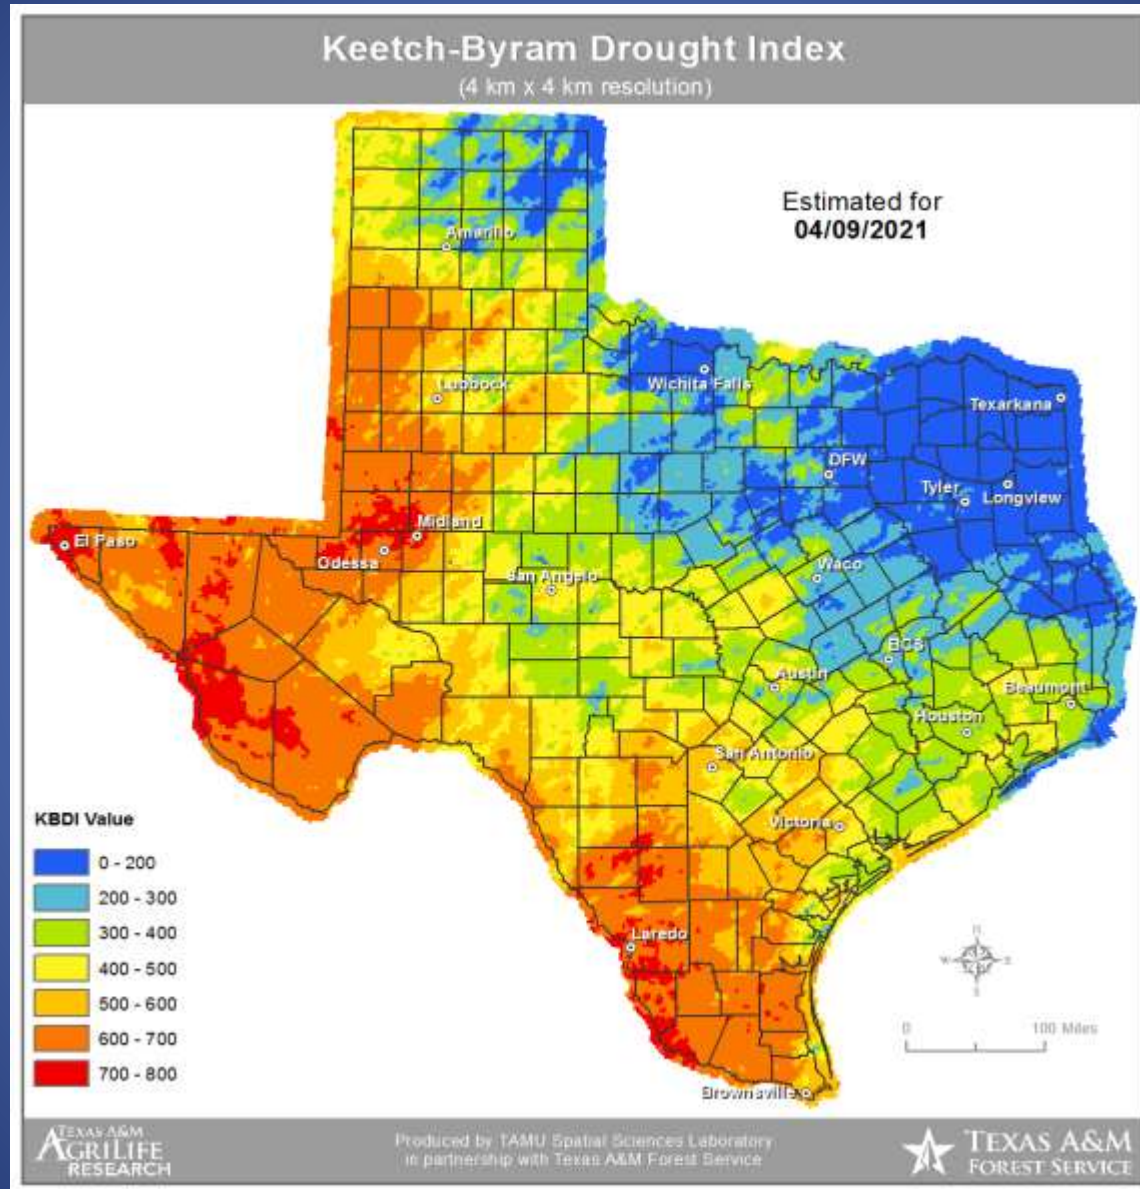 Keetch-Byram Drought Index
(4 km x 4 km resolution)
Estimated for
04/09/2021
Amarillo
Wichita Falls
Lubbock
Texarkana
DFW
Tyler
Longview
Midland
El Paso
Odessa
San Angelo
Waco
BCS
Austin
Beaumont
Houston
San Antonio
Victoria
KBDI Value
0 - 200
200 - 300
300 - 400
400 - 500
500 - 600
600 - 700
700 - 800
Laredo
N
W E
S
0 100 Miles
Brownsville
TEXAS A&M
AGRILIFE
RESEARCH
Produced by TAMU Spatial Sciences Laboratory
in partnership with Texas A&M Forest Service
TEXAS A&M
FOREST SERVICE